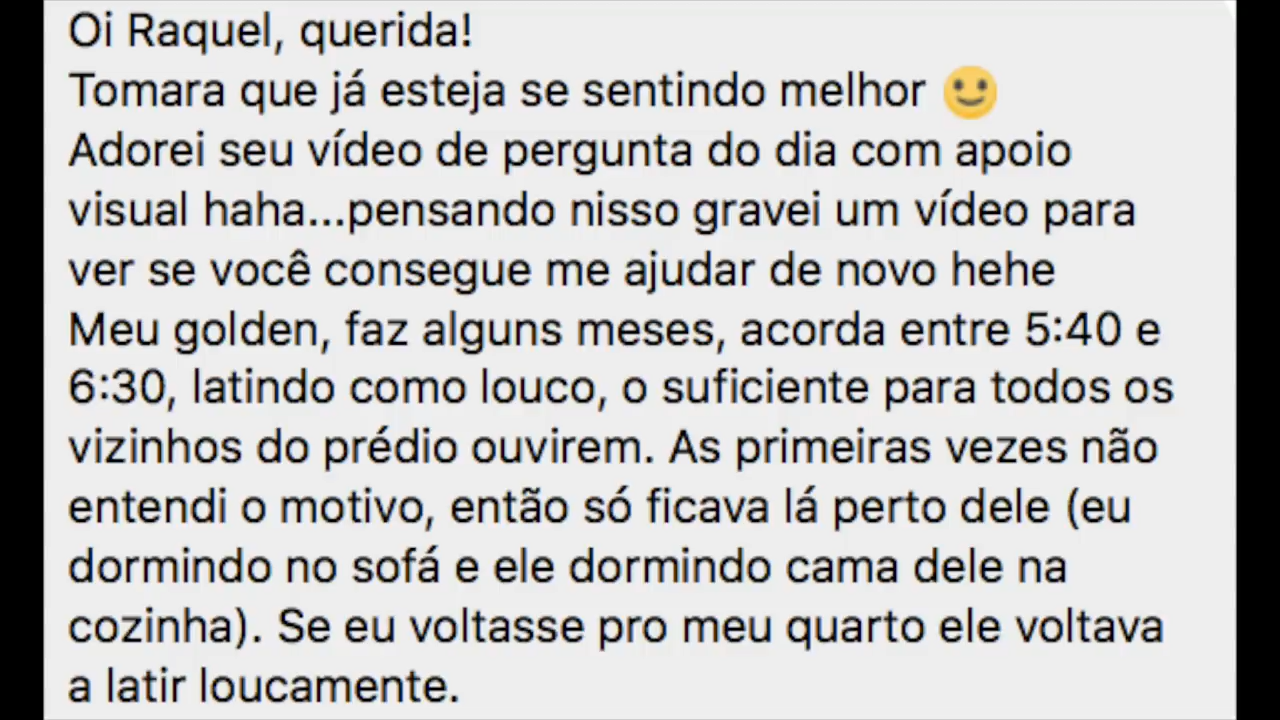 Oi Raquel, querida!
Tomara que já esteja se sentindo melhor 🙂
Adorei seu vídeo de pergunta do dia com apoio
visual haha...pensando nisso gravei um vídeo para
ver se você consegue me ajudar de novo hehe
Meu golden, faz alguns meses, acorda entre 5:40 e
6:30, latindo como louco, o suficiente para todos os
vizinhos do prédio ouvirem. As primeiras vezes não
entendi o motivo, então só ficava lá perto dele (eu
dormindo no sofá e ele dormindo cama dele na
cozinha). Se eu voltasse pro meu quarto ele voltava
a latir loucamente.